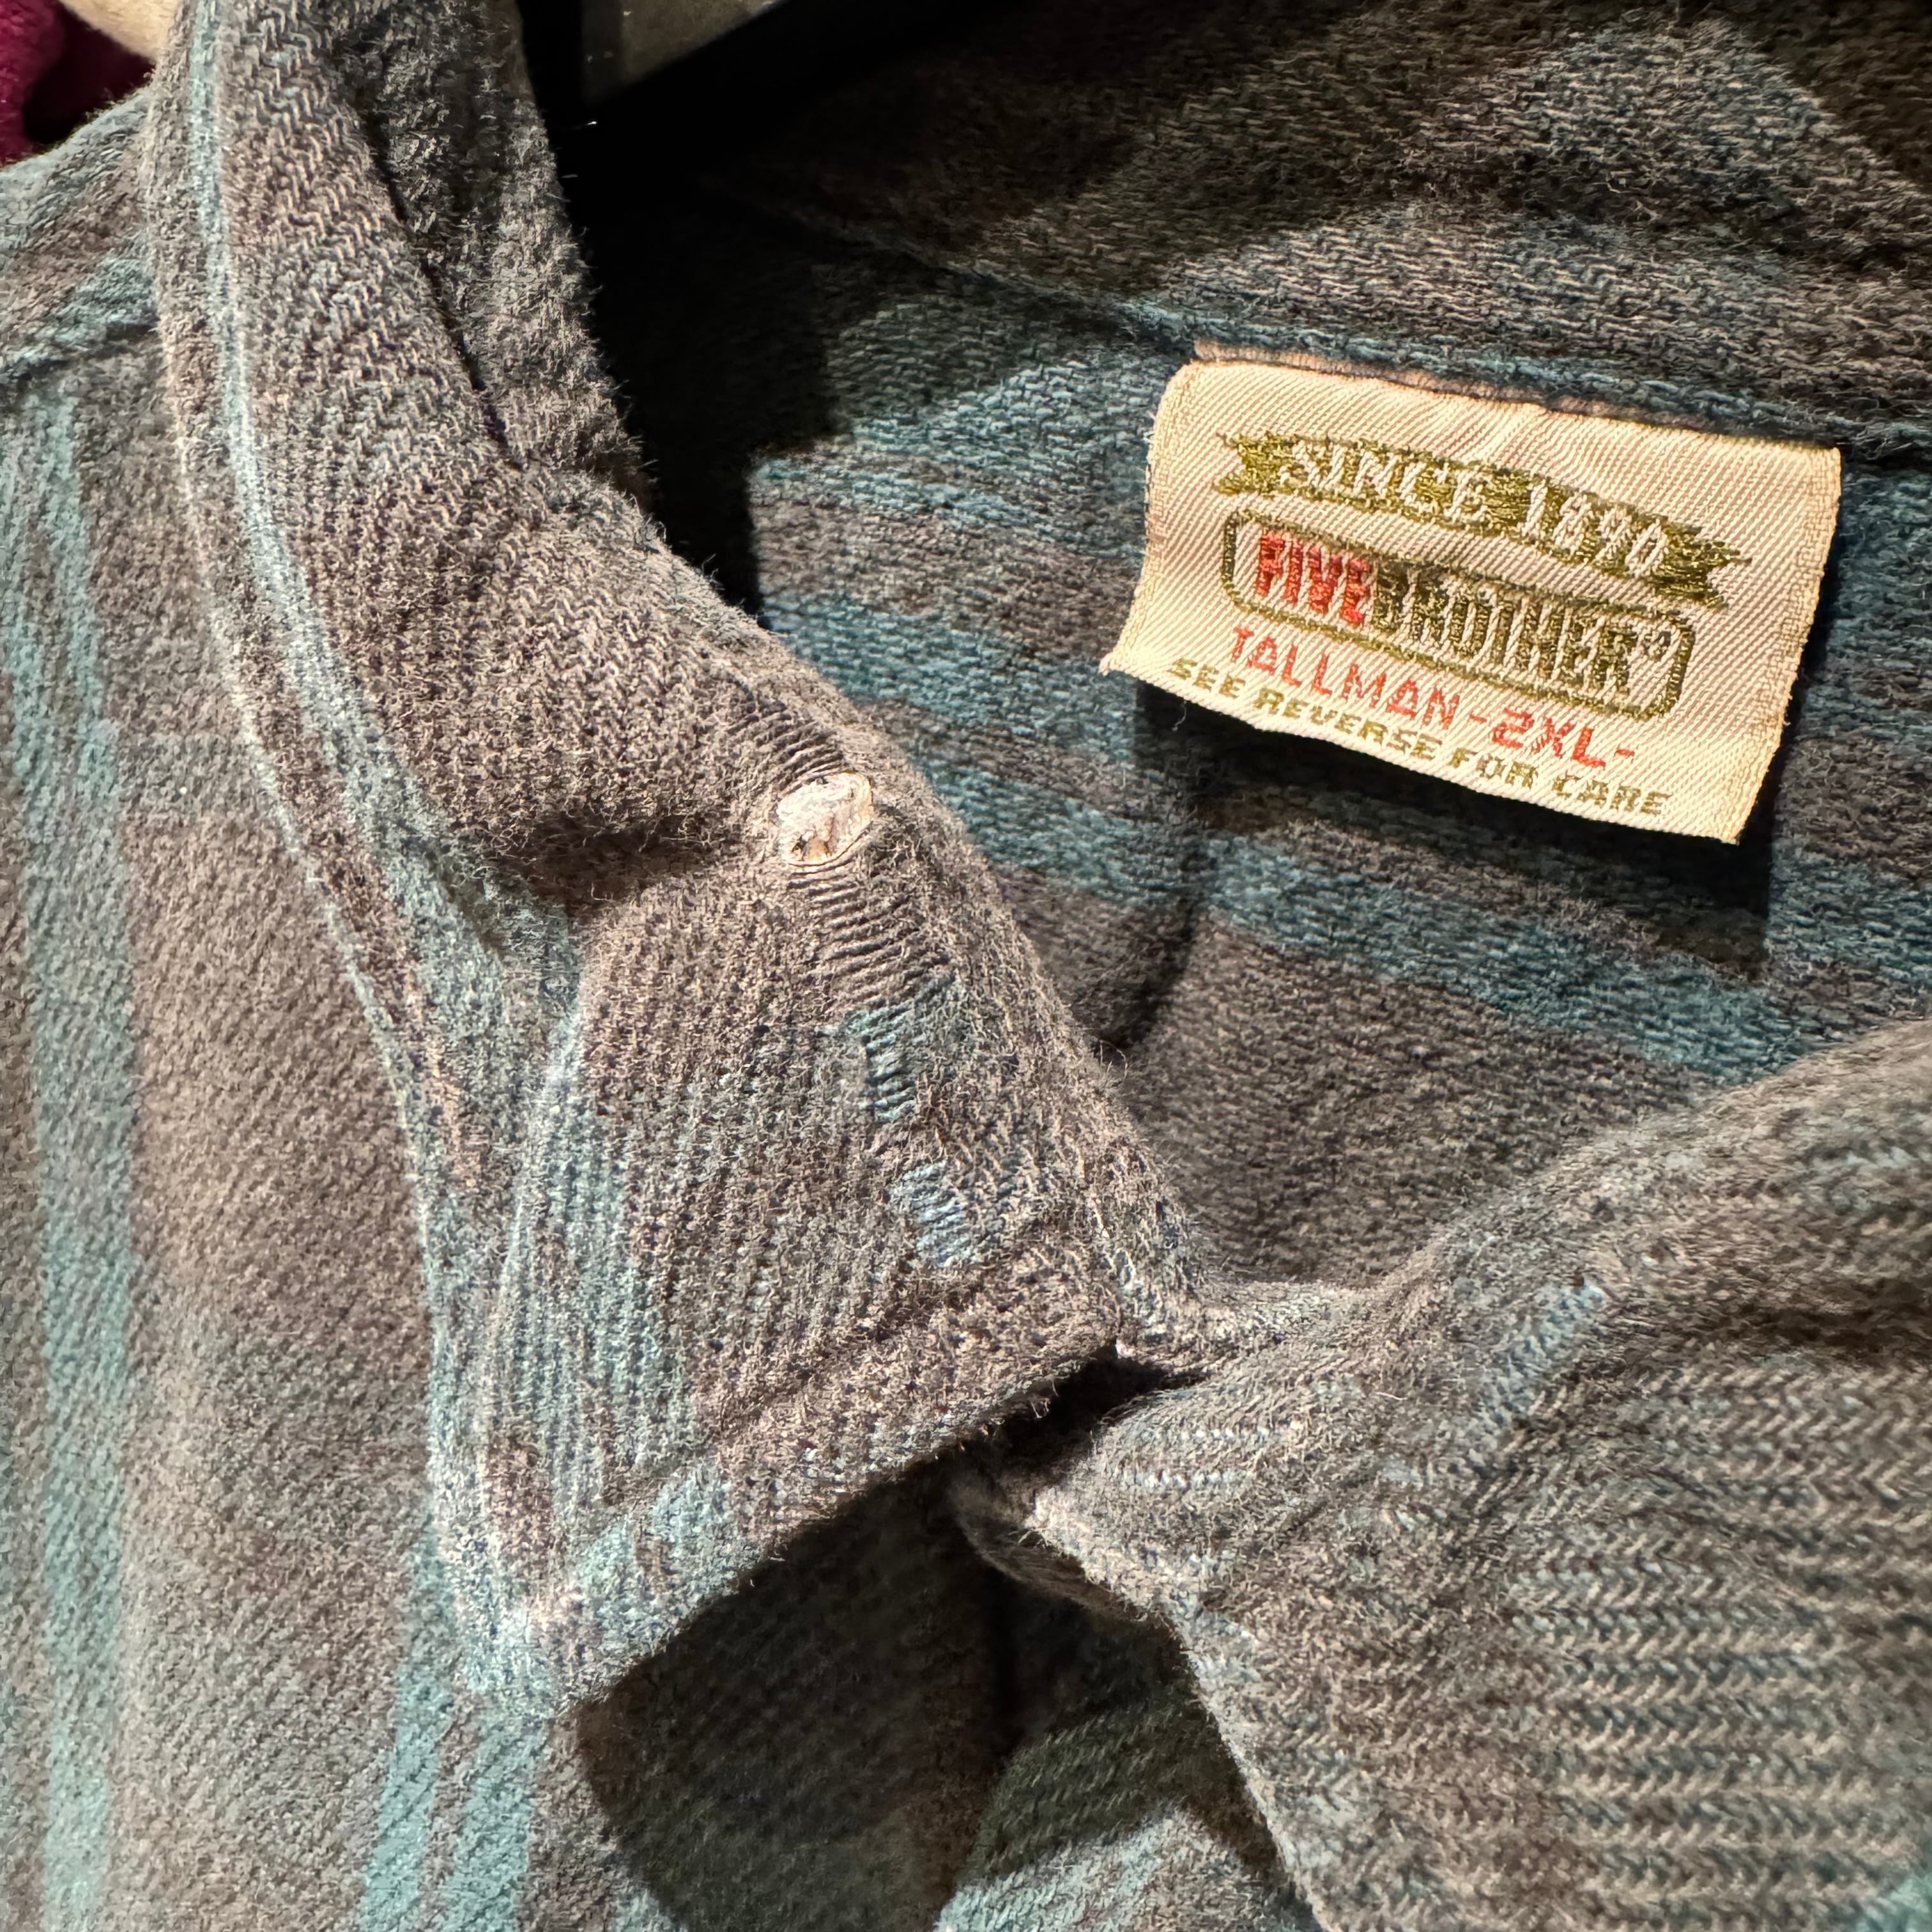 SINCE 1890
FIVEBROTHER®
TALLMAN-2XL-
SEE REVERSE FOR CARE